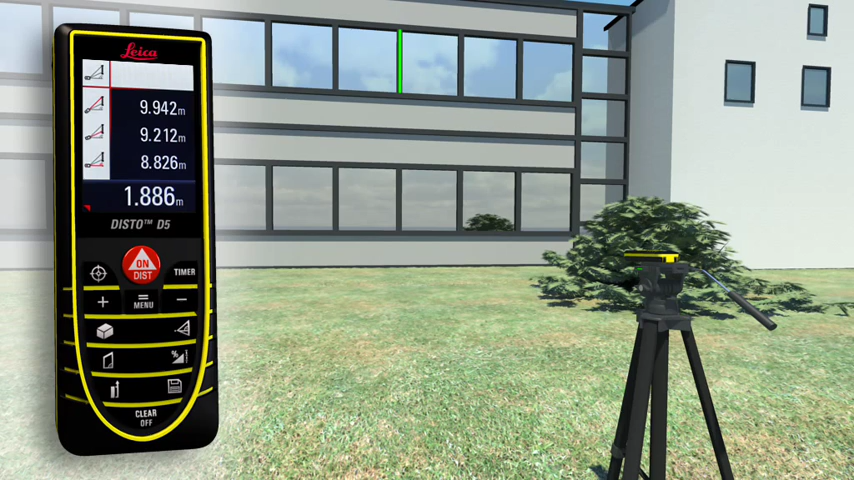 Leica
9.942m
9.212m
8.826m
1.886m
DISTO™ D5
ON
DIST
TIMER
+
=
−
MENU
%
CLEAR
OFF